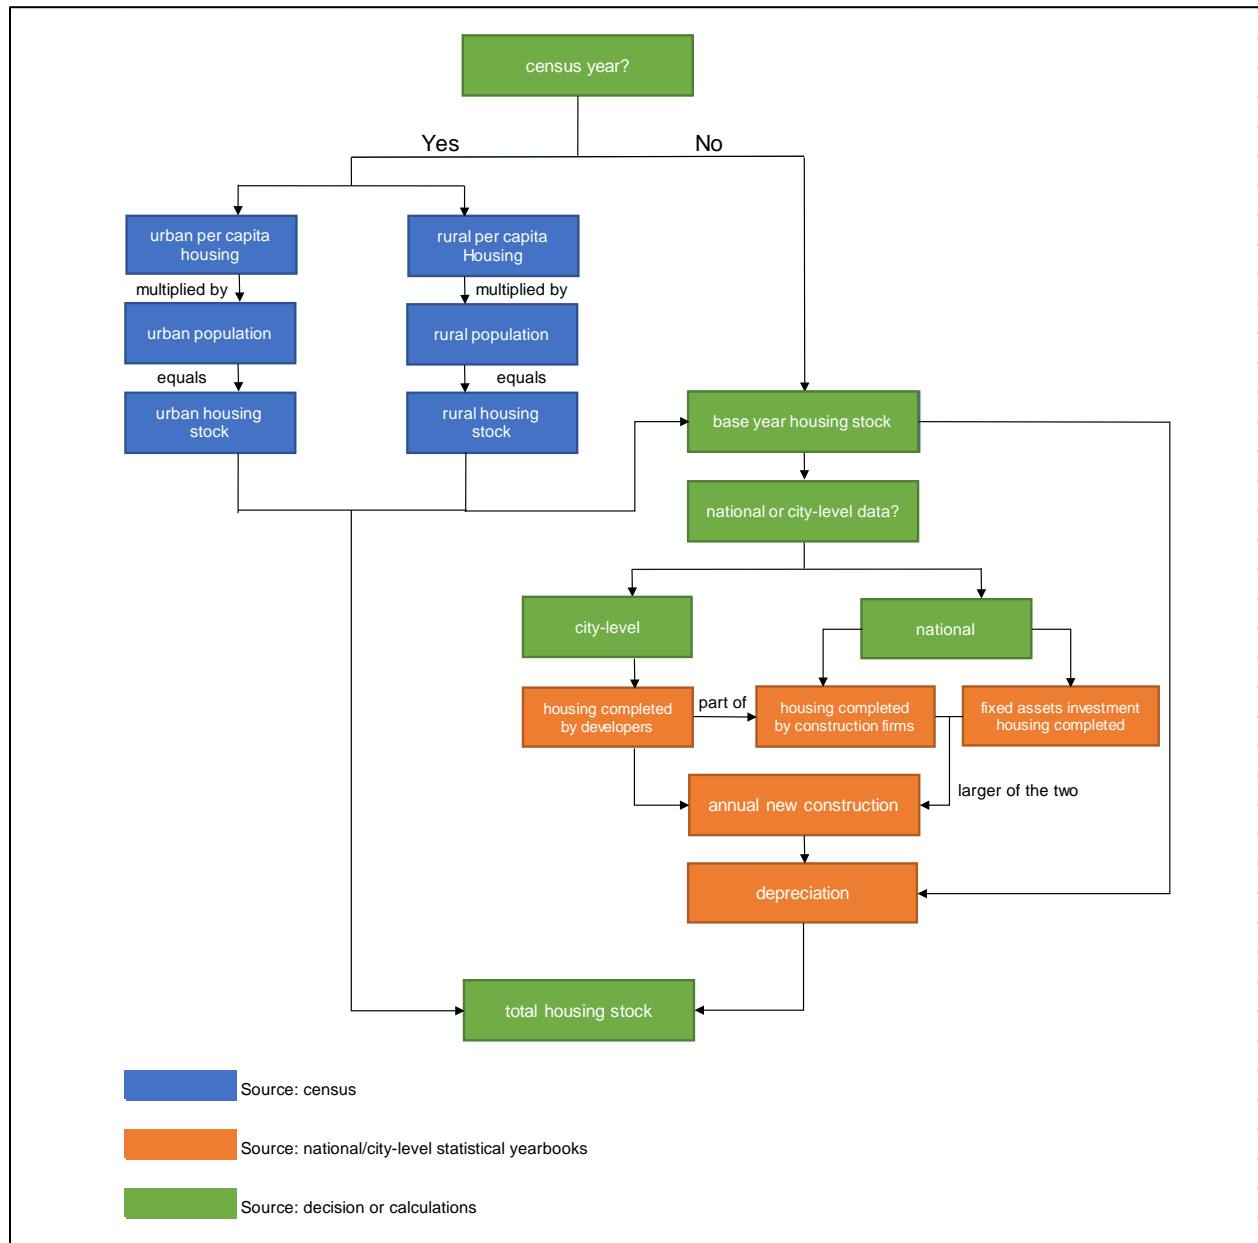 census year?
Yes
No
urban per capita
housing
rural per capita
Housing
multiplied by
multiplied by
urban population
rural population
equals
equals
urban housing
stock
rural housing
stock
base year housing stock
national or city-level data?
city-level
national
housing completed
by developers
part of
housing completed
by construction firms
fixed assets investment
housing completed
larger of the two
annual new construction
depreciation
total housing stock
Source: census
Source: national/city-level statistical yearbooks
Source: decision or calculations